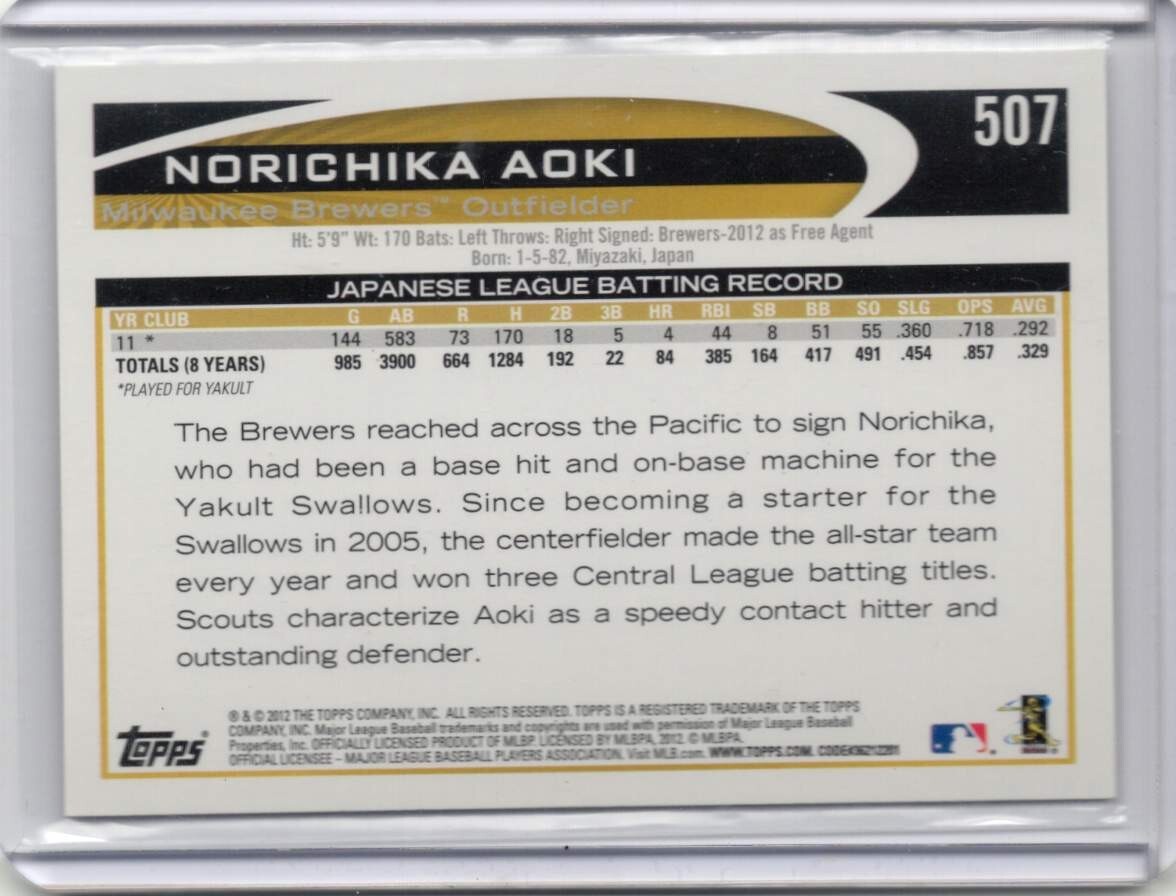 507
NORICHIKA AOKI
Milwaukee Brewers™ Outfielder
Ht: 5'9" Wt: 170 Bats: Left Throws: Right Signed: Brewers-2012 as Free Agent
Born: 1-5-82, Miyazaki, Japan
JAPANESE LEAGUE BATTING RECORD
YR CLUB G AB R H 2B 3B HR RBI SB BB SO SLG OPS AVG
11 * 144 583 73 170 18 5 4 44 8 51 55 .360 .718 .292
TOTALS (8 YEARS) 985 3900 664 1284 192 22 84 385 164 417 491 .454 .857 .329
*PLAYED FOR YAKULT
The Brewers reached across the Pacific to sign Norichika,
who had been a base hit and on-base machine for the
Yakult Swallows. Since becoming a starter for the
Swallows in 2005, the centerfielder made the all-star team
every year and won three Central League batting titles.
Scouts characterize Aoki as a speedy contact hitter and
outstanding defender.
Topps®
® & © 2012 THE TOPPS COMPANY, INC. ALL RIGHTS RESERVED. TOPPS IS A REGISTERED TRADEMARK OF THE TOPPS
COMPANY, INC. Major League Baseball trademarks and copyrights are used with permission of Major League Baseball
Properties, Inc. OFFICIALLY LICENSED PRODUCT OF MLBP LICENSED BY MLBPA, 2012. © MLBPA.
OFFICIAL LICENSEE – MAJOR LEAGUE BASEBALL PLAYERS ASSOCIATION. Visit MLB.com. WWW.TOPPS.COM.